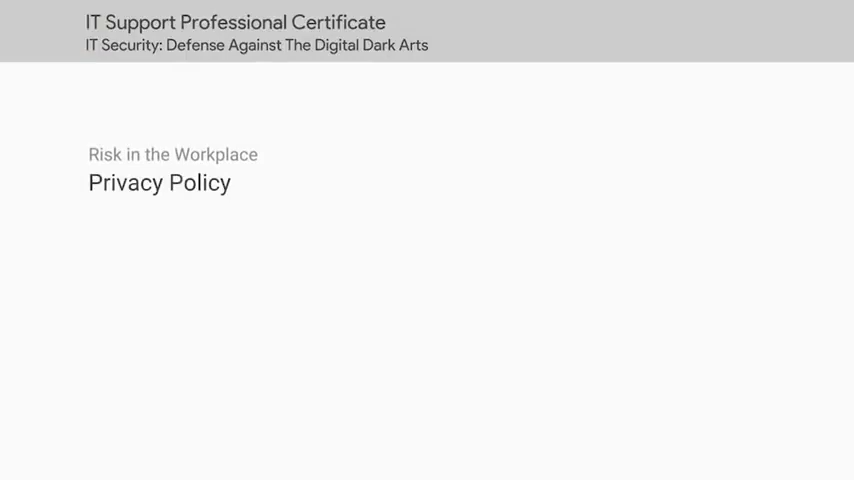 IT Support Professional Certificate
IT Security: Defense Against The Digital Dark Arts
Risk in the Workplace
Privacy Policy